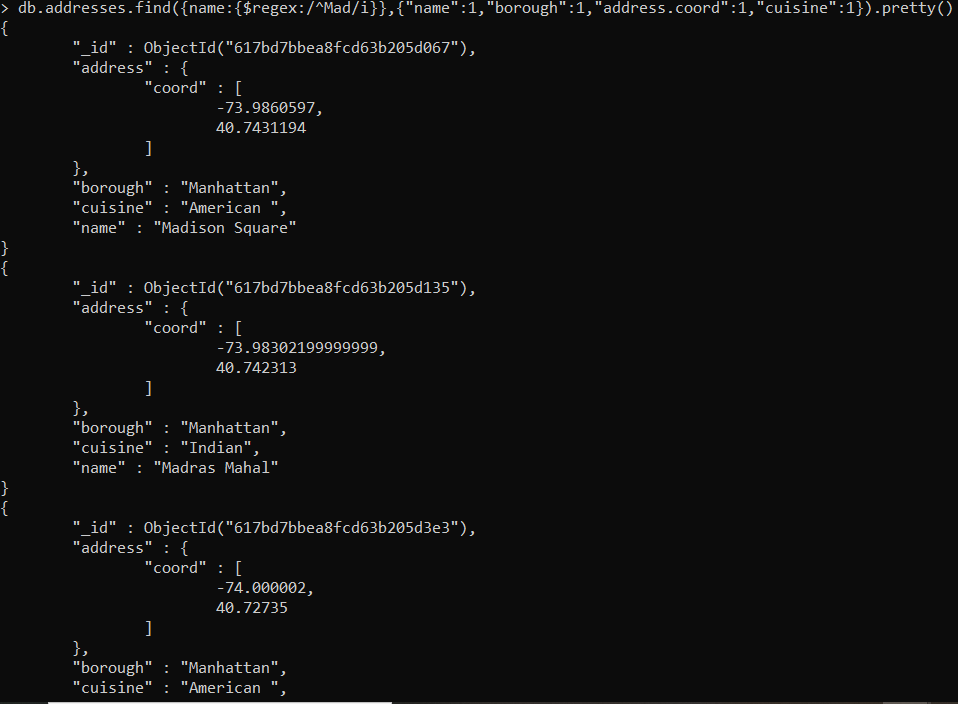 > db.addresses.find({name:{$regex:/^Mad/i}},{"name":1,"borough":1,"address.coord":1,"cuisine":1}).pretty()
{
        "_id" : ObjectId("617bd7bbea8fcd63b205d067"),
        "address" : {
                "coord" : [
                        -73.9860597,
                        40.7431194
                ]
        },
        "borough" : "Manhattan",
        "cuisine" : "American ",
        "name" : "Madison Square"
}
{
        "_id" : ObjectId("617bd7bbea8fcd63b205d135"),
        "address" : {
                "coord" : [
                        -73.98302199999999,
                        40.742313
                ]
        },
        "borough" : "Manhattan",
        "cuisine" : "Indian",
        "name" : "Madras Mahal"
}
{
        "_id" : ObjectId("617bd7bbea8fcd63b205d3e3"),
        "address" : {
                "coord" : [
                        -74.000002,
                        40.72735
                ]
        },
        "borough" : "Manhattan",
        "cuisine" : "American ",